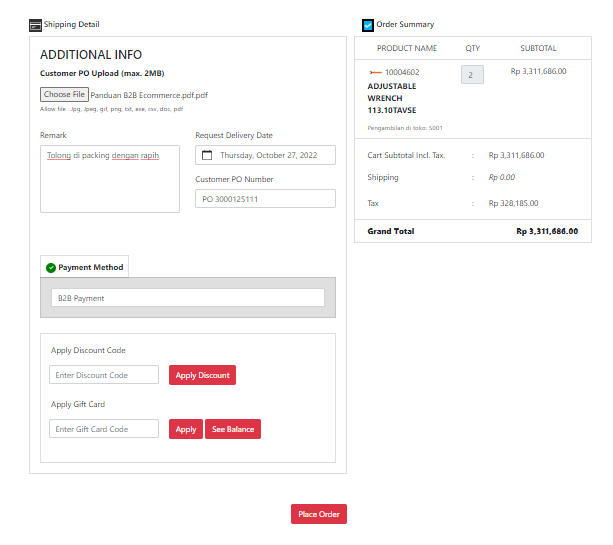 Shipping Detail
ADDITIONAL INFO
Customer PO Upload (max. 2MB)
Choose File Panduan B2B Ecommerce.pdf.pdf
Allow file : Jpg, Jpeg, gif, png, txt, exe, csv, doc, pdf
Remark
Tolong di packing dengan rapih
Request Delivery Date
Thursday, October 27, 2022
Customer PO Number
PO 3000125111
Payment Method
B2B Payment
Apply Discount Code
Enter Discount Code Apply Discount
Apply Gift Card
Enter Gift Card Code Apply See Balance
Place Order
Order Summary
PRODUCT NAME QTY SUBTOTAL
10004602 2 Rp 3,311,686.00
ADJUSTABLE
WRENCH
113.10TAVSE
Pengambilan di toko: S001
Cart Subtotal Incl. Tax. : Rp 3,311,686.00
Shipping : Rp 0.00
Tax : Rp 328,185.00
Grand Total Rp 3,311,686.00